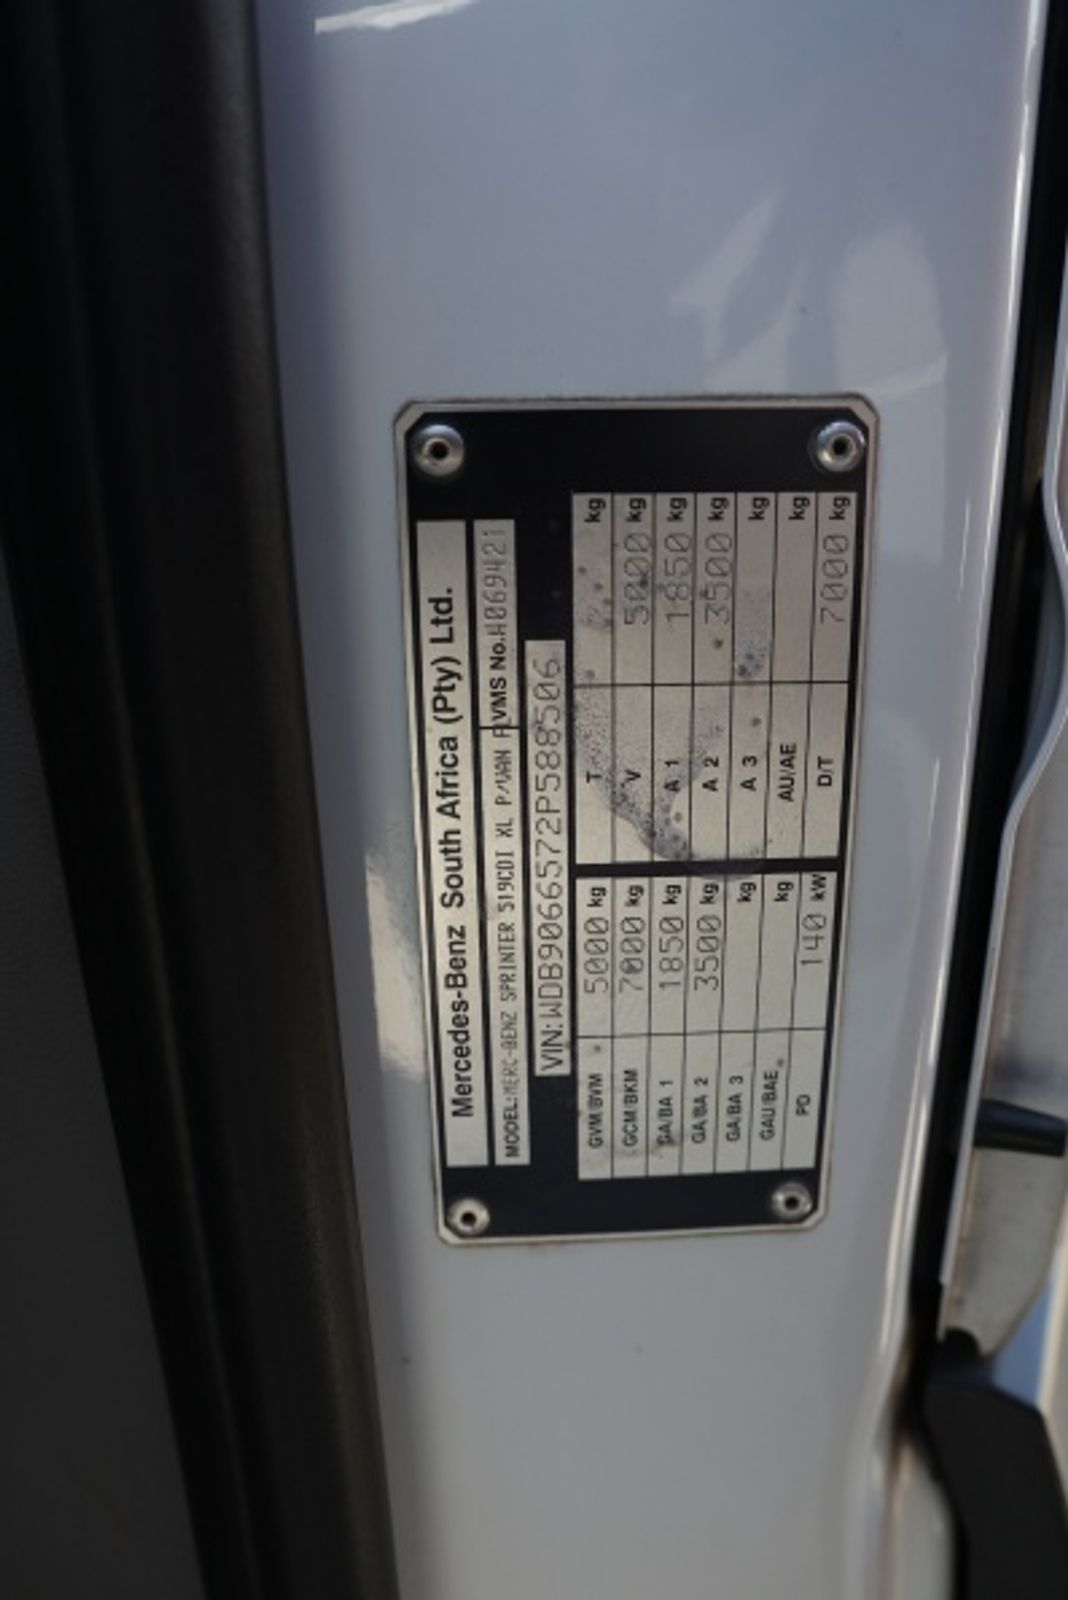 Mercedes-Benz South Africa (Pty) Ltd.
MODEL:MERC-BENZ SPRINTER 519CDI XL P/VAN F VMS No.H069421
VIN:WDB9066572P588506
GVM/BVM 5000 kg T kg
GCM/BKM 7000 kg V 5000 kg
GA/BA 1 1850 kg A 1 1850 kg
GA/BA 2 3500 kg A 2 3500 kg
GA/BA 3 kg A 3 kg
GAU/BAE kg AU/AE kg
PD 140 kW D/T 7000 kg